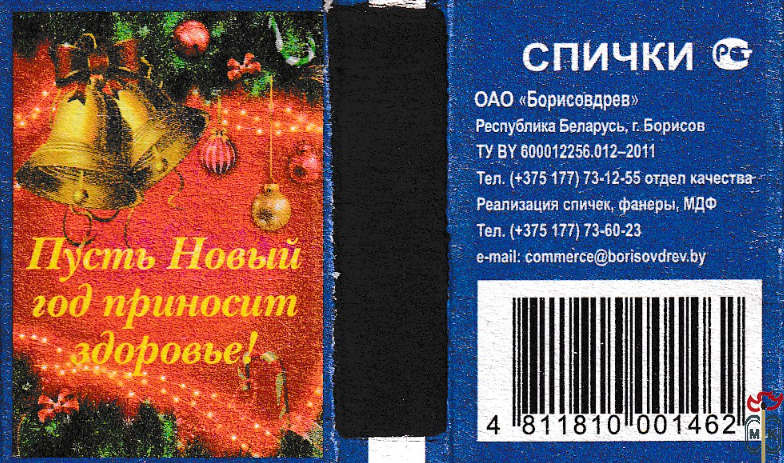 Пусть Новый
год приносит
здоровье!
СПИЧКИ РСТ
ОАО «Борисовдрев»
Республика Беларусь, г. Борисов
ТУ BY 600012256.012–2011
Тел. (+375 177) 73-12-55 отдел качества
Реализация спичек, фанеры, МДФ
Тел. (+375 177) 73-60-23
e-mail: commerce@borisovdrev.by
4 811810 001462
М